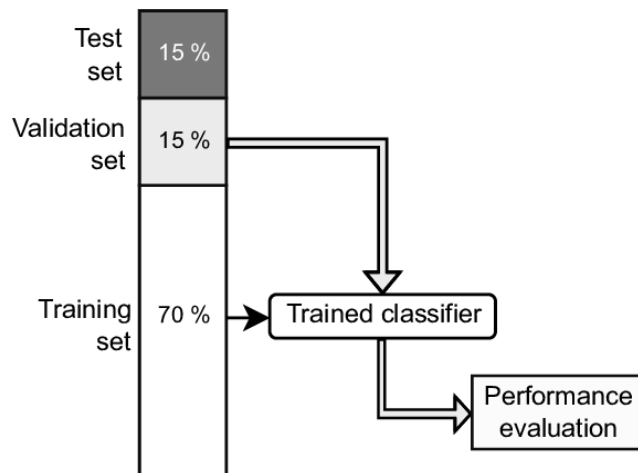 Test
set
15 %
Validation
set
15 %
Training
set
70 %
Trained classifier
Performance
evaluation